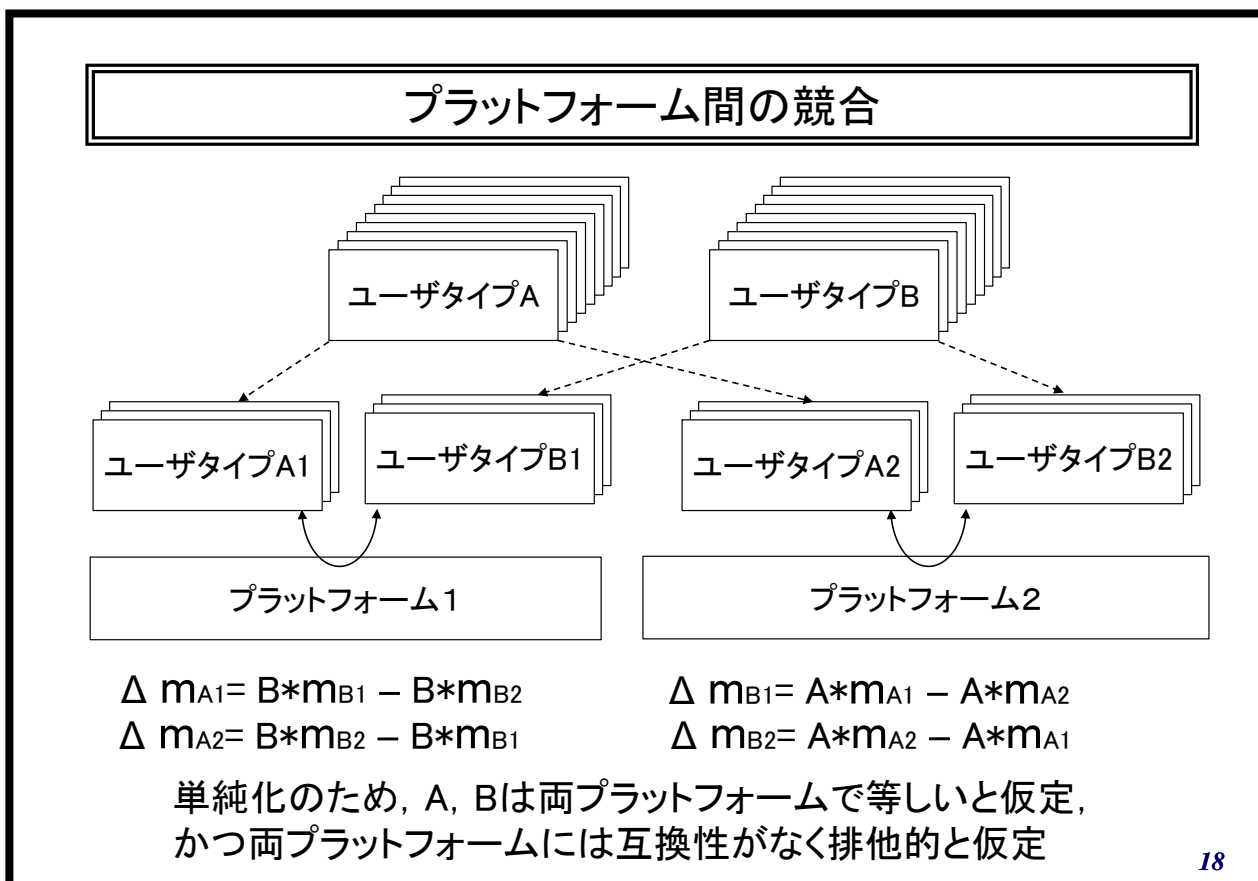 プラットフォーム間の競合
ユーザタイプA
ユーザタイプB
ユーザタイプA1
ユーザタイプB1
ユーザタイプA2
ユーザタイプB2
プラットフォーム1
プラットフォーム2
Δ mA1= B*mB1 – B*mB2
Δ mA2= B*mB2 – B*mB1
Δ mB1= A*mA1 – A*mA2
Δ mB2= A*mA2 – A*mA1
単純化のため, A, Bは両プラットフォームで等しいと仮定,
かつ両プラットフォームには互換性がなく排他的と仮定
18